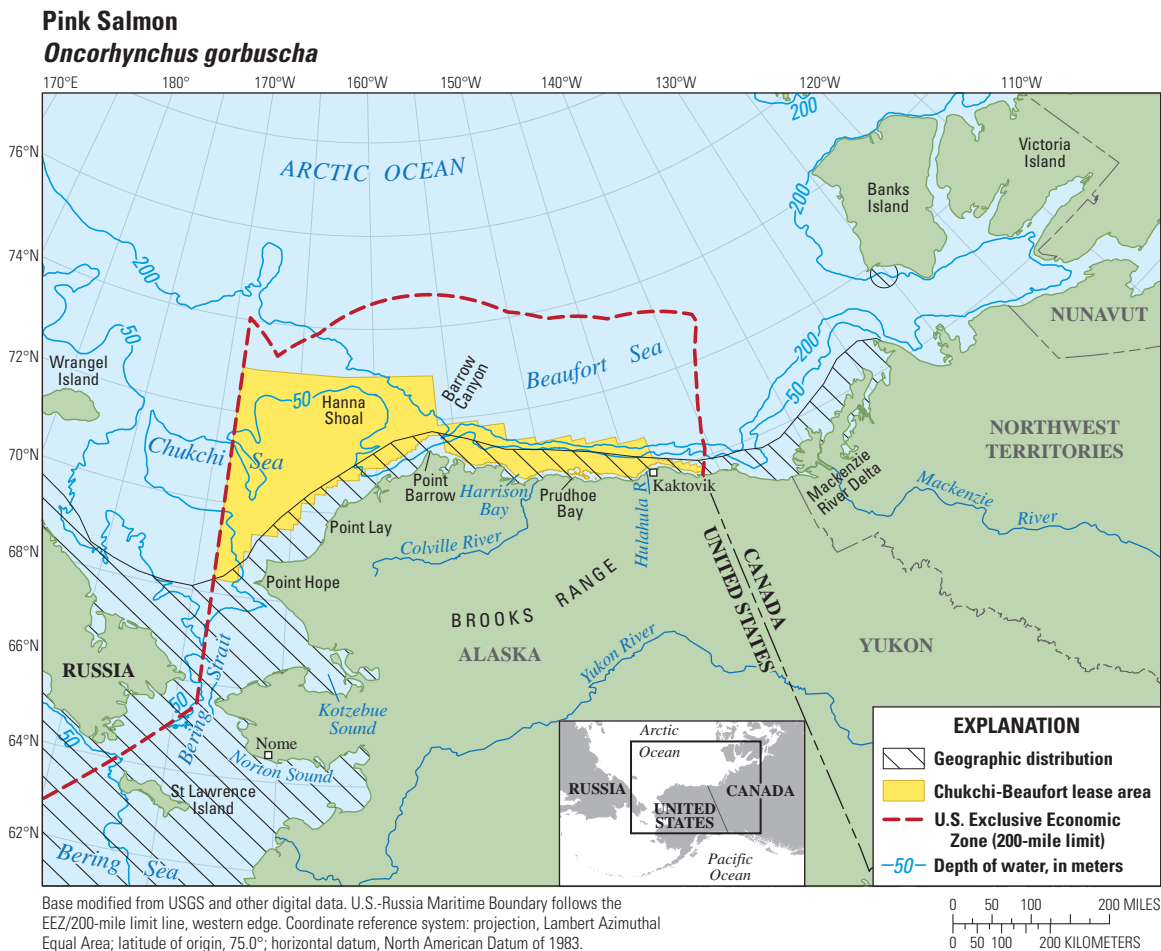 Pink Salmon
Oncorhynchus gorbuscha
170°E
180°
170°W
160°W
150°W
140°W
130°W
120°W
110°W
76°N
74°N
72°N
70°N
68°N
66°N
64°N
62°N
ARCTIC OCEAN
200
200
200
200
Victoria
Island
Banks
Island
NUNAVUT
50
Wrangel
Island
50
Hanna
Shoal
Barrow
Canyon
Beaufort Sea
50
Chukchi Sea
NORTHWEST
TERRITORIES
Point
Barrow
Harrison
Bay
Prudhoe
Bay
Hulahula R
Kaktovik
Mackenzie
River Delta
Mackenzie
River
Point Lay
Colville River
Point Hope
BROOKS RANGE
CANADA
UNITED STATES
ALASKA
YUKON
RUSSIA
Bering Strait
50
50
Kotzebue
Sound
Yukon River
Nome
Norton Sound
St Lawrence
Island
Bering Sea
Arctic
Ocean
RUSSIA
UNITED
STATES
CANADA
Pacific
Ocean
EXPLANATION
Geographic distribution
Chukchi-Beaufort lease area
U.S. Exclusive Economic
Zone (200-mile limit)
50 Depth of water, in meters
Base modified from USGS and other digital data. U.S.-Russia Maritime Boundary follows the
EEZ/200-mile limit line, western edge. Coordinate reference system: projection, Lambert Azimuthal
Equal Area; latitude of origin, 75.0°; horizontal datum, North American Datum of 1983.
0 50 100 200 MILES
0 50 100 200 KILOMETERS